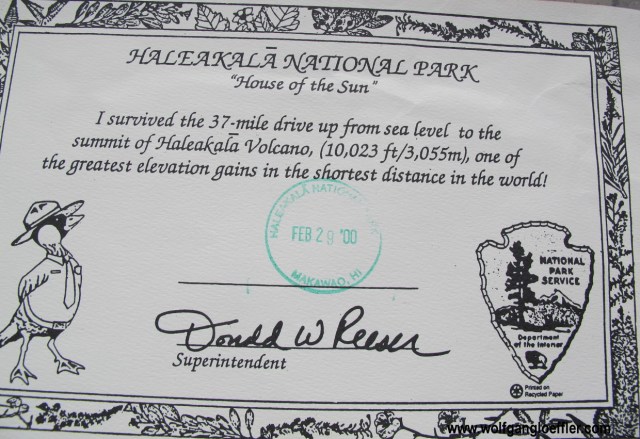 HALEAKALĀ NATIONAL PARK
"House of the Sun"
I survived the 37-mile drive up from sea level to the
summit of Haleakalā Volcano, (10,023 ft/3,055m), one of
the greatest elevation gains in the shortest distance in the world!
HALEAKALĀ NATIONAL PARK
FEB 29 '00
MAKAWAO, HI
NATIONAL
PARK
SERVICE
Department
of the Interior
Donald W Reeser
Superintendent
Printed on
Recycled Paper
www.wolfgangloeffler.com